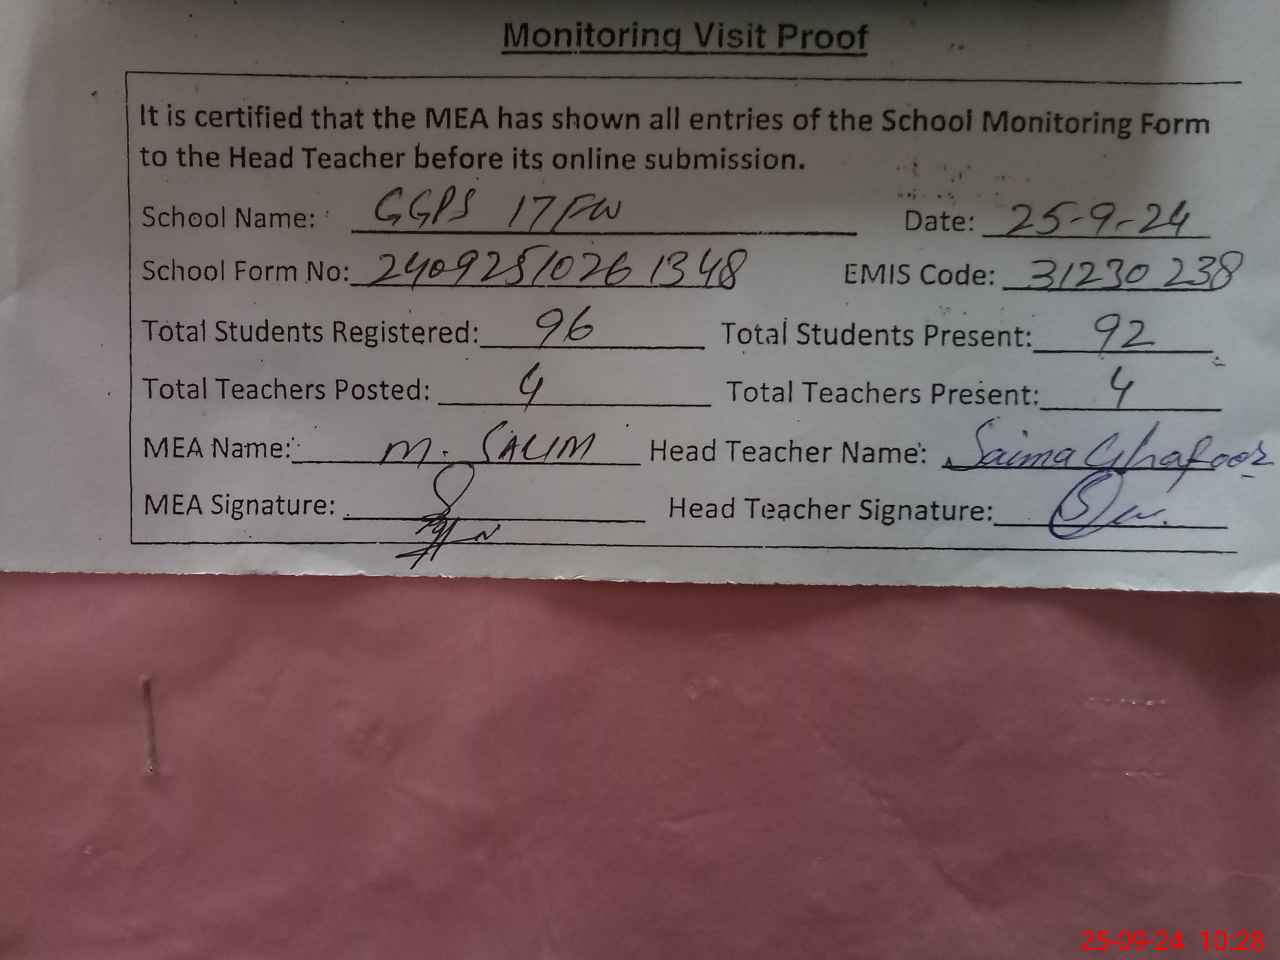 Monitoring Visit Proof
It is certified that the MEA has shown all entries of the School Monitoring Form
to the Head Teacher before its online submission.
School Name: GGPS 17FW Date: 25-9-24
School Form No: 2409251026 1348 EMIS Code: 31230 238
Total Students Registered: 96 Total Students Present: 92
Total Teachers Posted: 4 Total Teachers Present: 4
MEA Name: M. SALIM Head Teacher Name: Saima Ghafoor
MEA Signature: Head Teacher Signature:
25-09-24 10:28